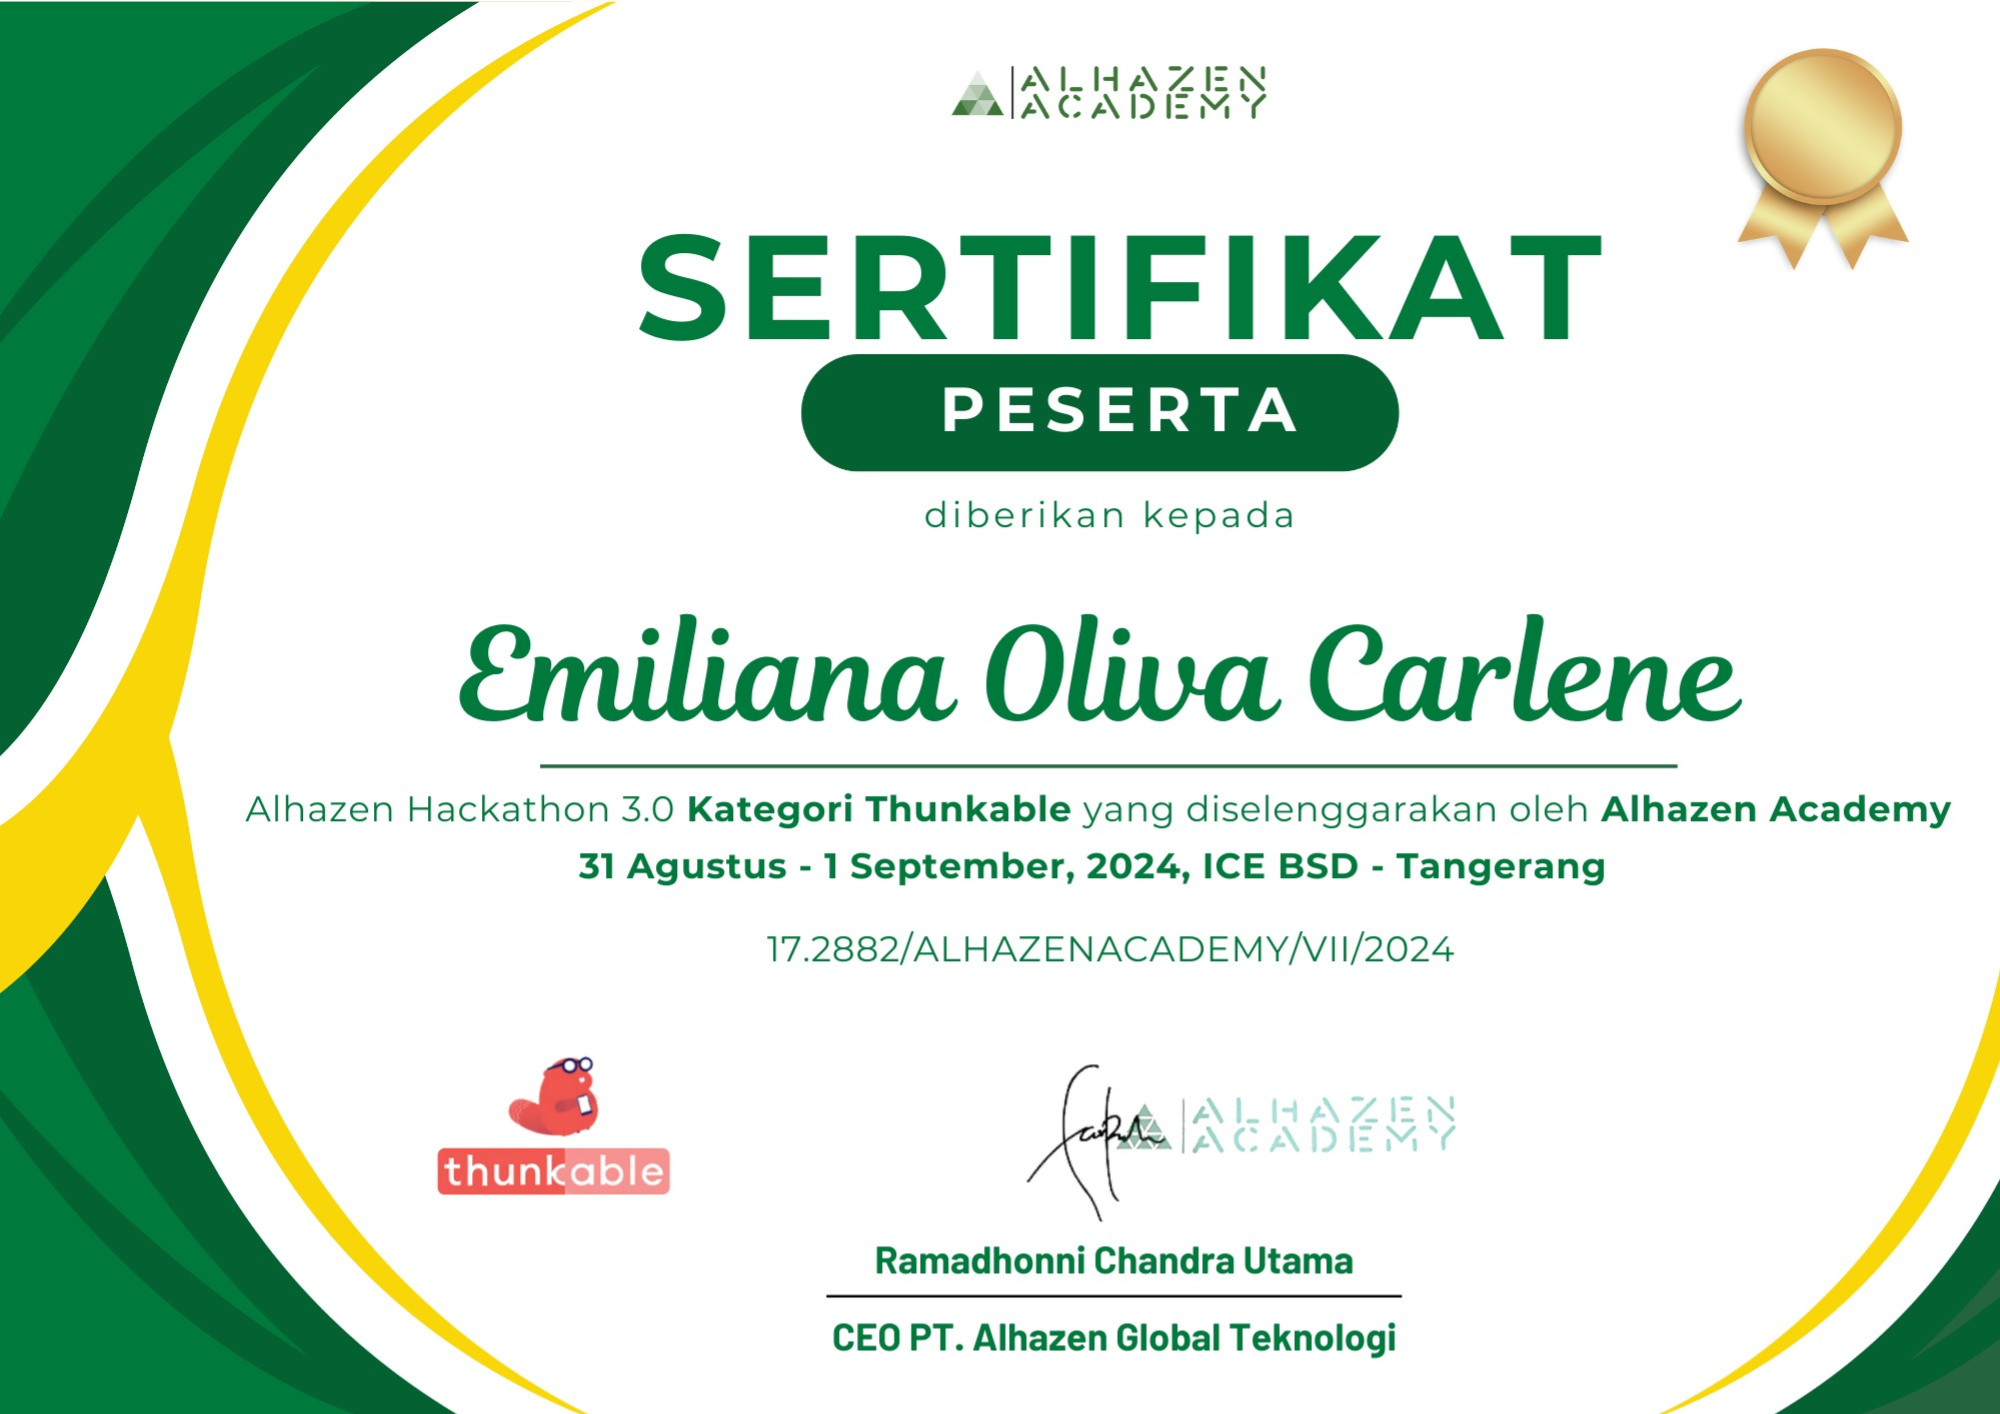 ALHAZEN
ACADEMY
SERTIFIKAT
PESERTA
diberikan kepada
Emiliana Oliva Carlene
Alhazen Hackathon 3.0 Kategori Thunkable yang diselenggarakan oleh Alhazen Academy
31 Agustus - 1 September, 2024, ICE BSD - Tangerang
17.2882/ALHAZENACADEMY/VII/2024
thunkable
ALHAZEN
ACADEMY
Ramadhonni Chandra Utama
CEO PT. Alhazen Global Teknologi